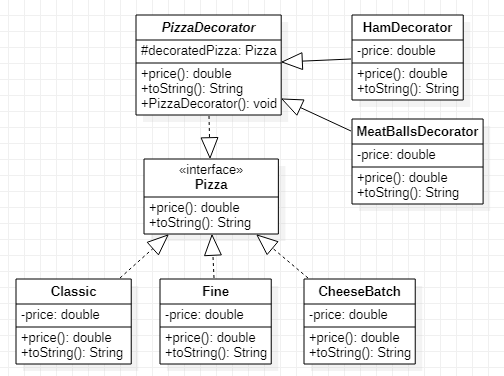 PizzaDecorator
#decoratedPizza: Pizza
+price(): double
+toString(): String
+PizzaDecorator(): void
HamDecorator
-price: double
+price(): double
+toString(): String
MeatBallsDecorator
-price: double
+price(): double
+toString(): String
«interface»
Pizza
+price(): double
+toString(): String
Classic
-price: double
+price(): double
+toString(): String
Fine
-price: double
+price(): double
+toString(): String
CheeseBatch
-price: double
+price(): double
+toString(): String